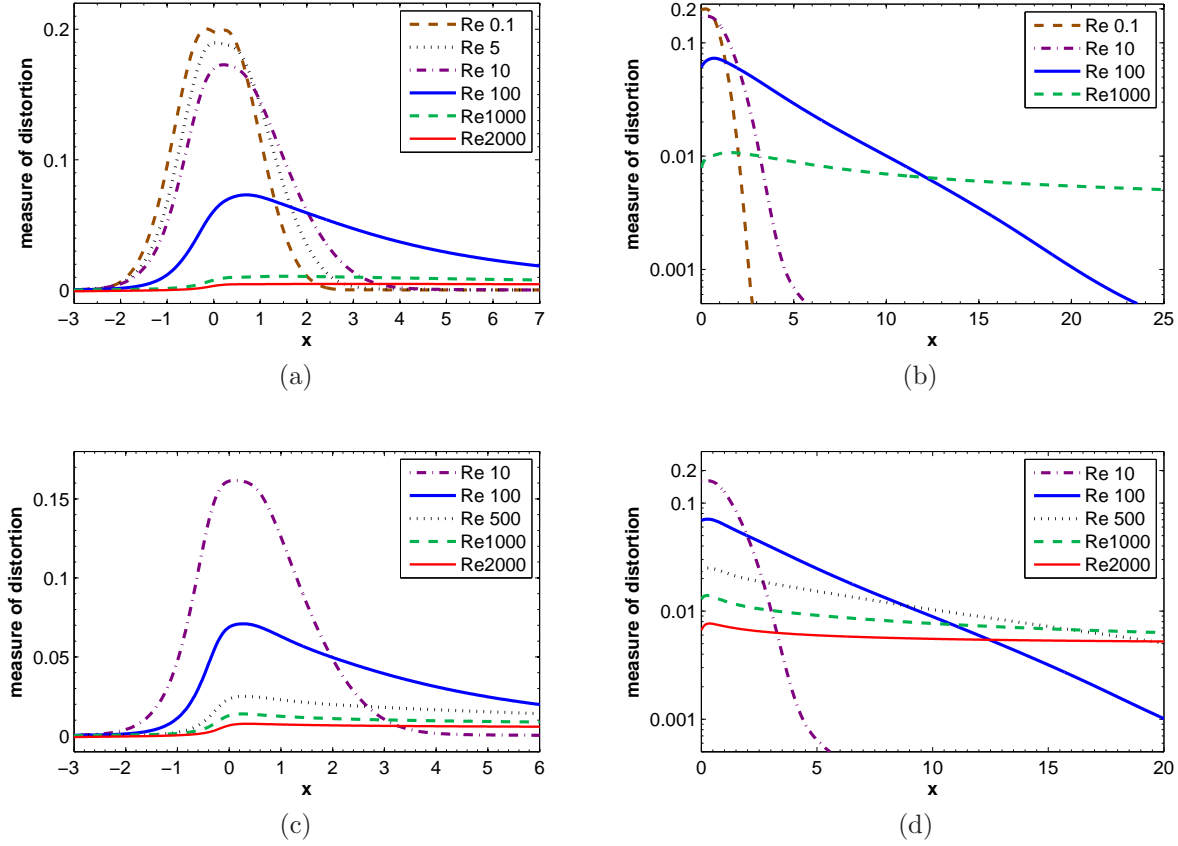 measure of distortion
0.2
0.1
0
Re 0.1
Re 5
Re 10
Re 100
Re1000
Re2000
−3 −2 −1 0 1 2 3 4 5 6 7
x
(a)
measure of distortion
0.2
0.1
0.01
0.001
Re 0.1
Re 10
Re 100
Re1000
0 5 10 15 20 25
x
(b)
measure of distortion
0.15
0.1
0.05
0
Re 10
Re 100
Re 500
Re1000
Re2000
−3 −2 −1 0 1 2 3 4 5 6
x
(c)
measure of distortion
0.2
0.1
0.01
0.001
Re 10
Re 100
Re 500
Re1000
Re2000
0 5 10 15 20
x
(d)